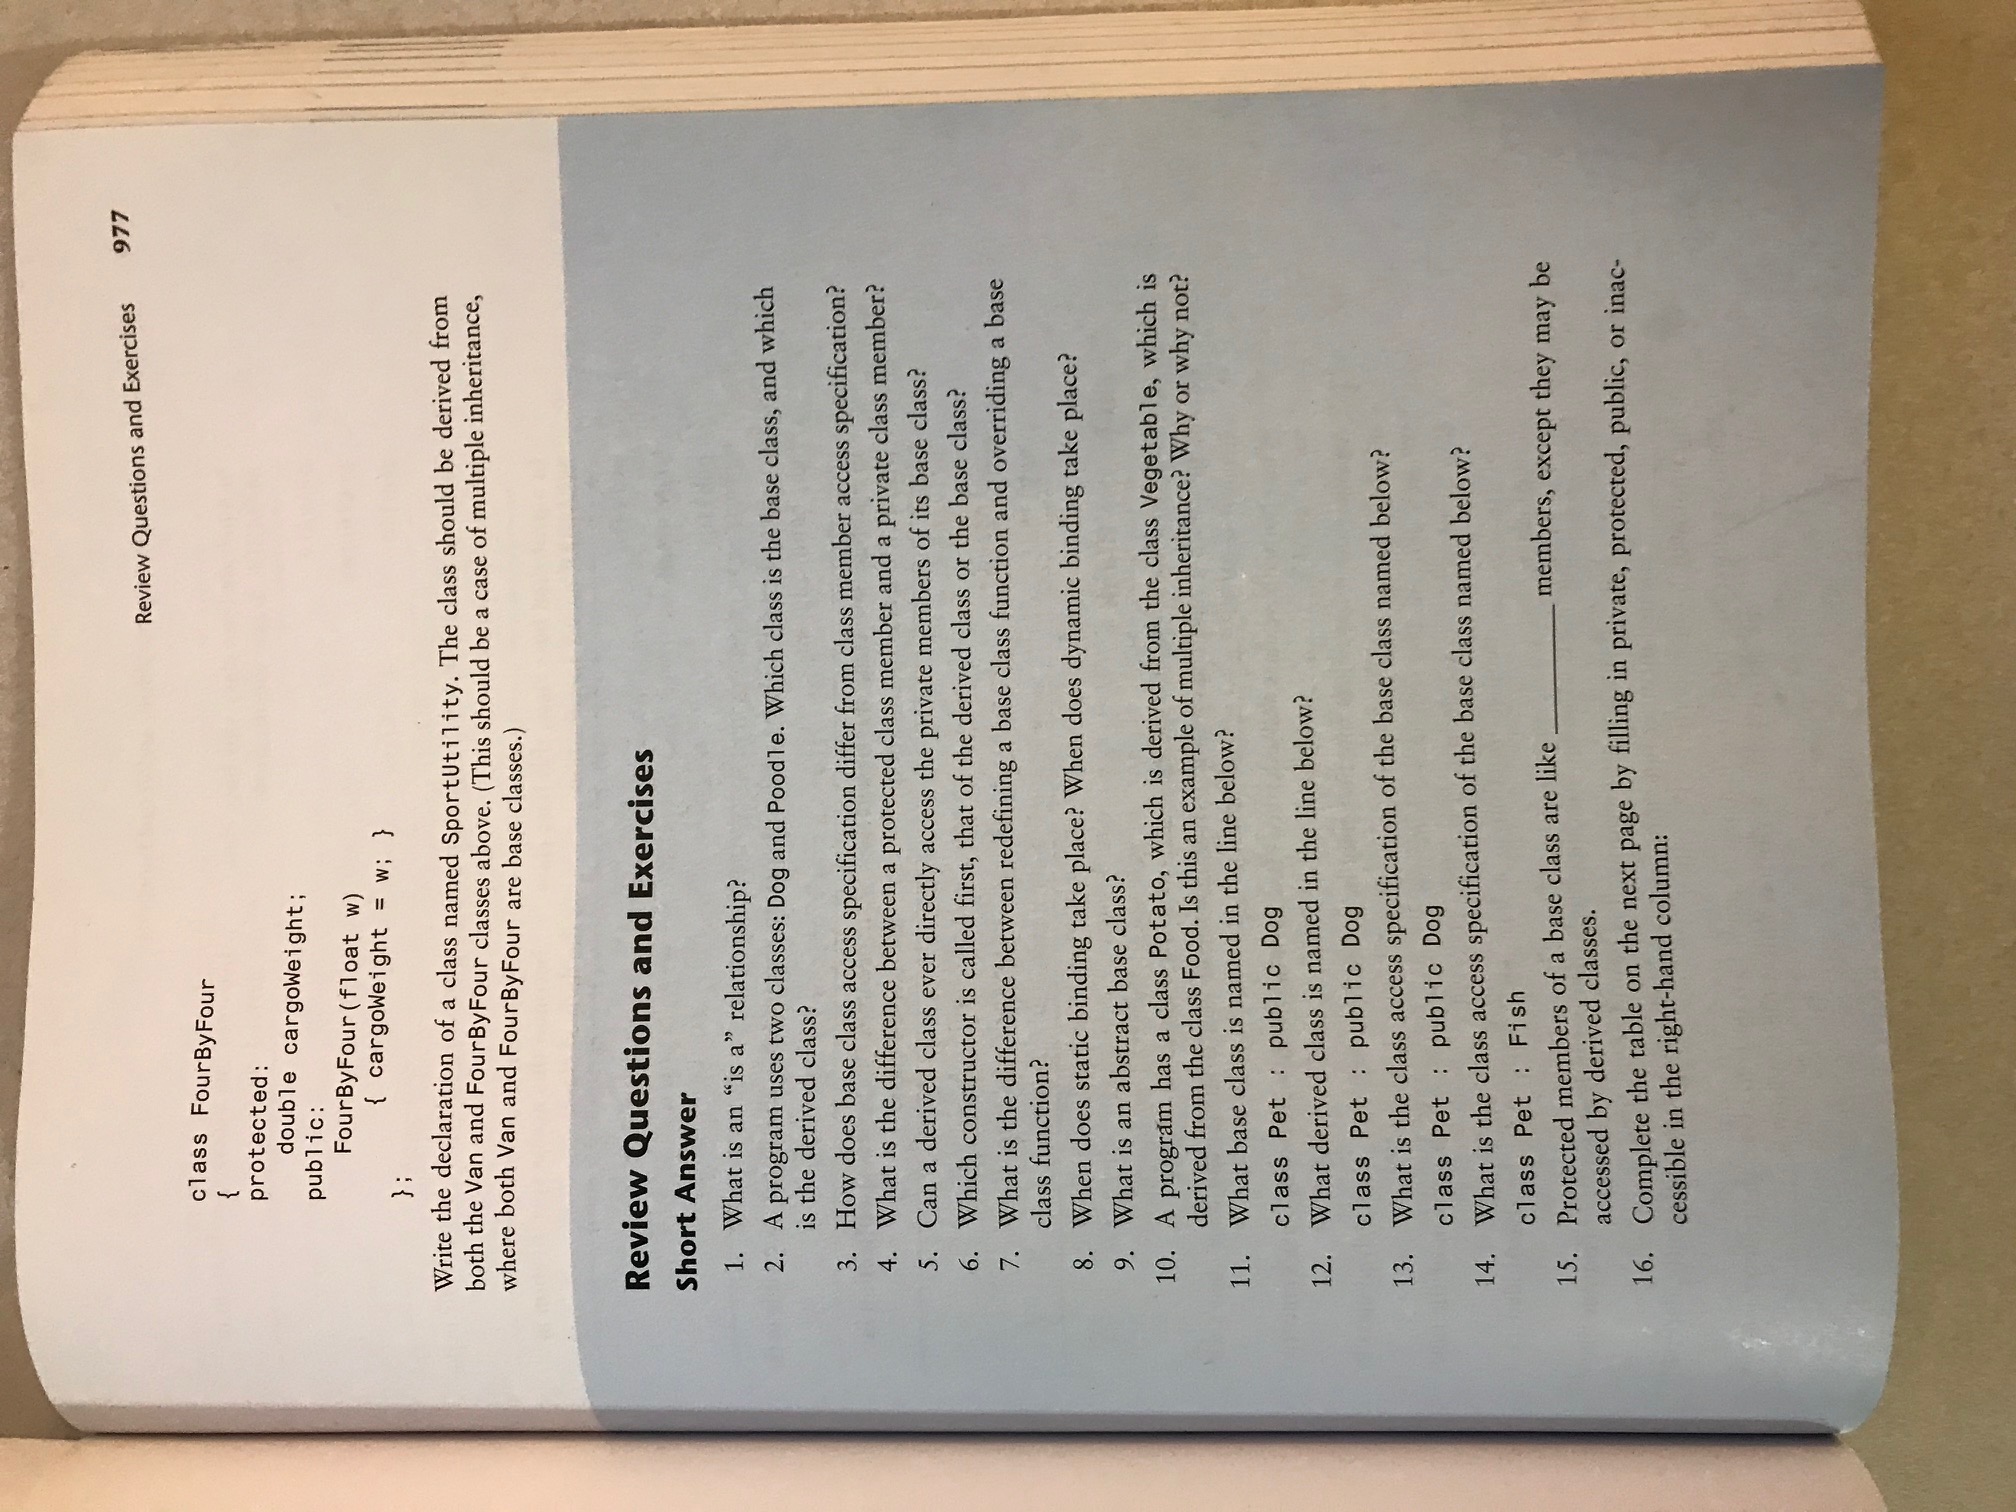 Review Questions and Exercises 977
class FourByFour
{
protected:
double cargoWeight;
public:
FourByFour(float w)
{ cargoWeight = w; }
};
Write the declaration of a class named SportUtility. The class should be derived from
both the Van and FourByFour classes above. (This should be a case of multiple inheritance,
where both Van and FourByFour are base classes.)
Review Questions and Exercises
Short Answer
1. What is an “is a” relationship?
2. A program uses two classes: Dog and Poodle. Which class is the base class, and which
is the derived class?
3. How does base class access specification differ from class member access specification?
4. What is the difference between a protected class member and a private class member?
5. Can a derived class ever directly access the private members of its base class?
6. Which constructor is called first, that of the derived class or the base class?
7. What is the difference between redefining a base class function and overriding a base
class function?
8. When does static binding take place? When does dynamic binding take place?
9. What is an abstract base class?
10. A program has a class Potato, which is derived from the class Vegetable, which is
derived from the class Food. Is this an example of multiple inheritance? Why or why not?
11. What base class is named in the line below?
class Pet : public Dog
12. What derived class is named in the line below?
class Pet : public Dog
13. What is the class access specification of the base class named below?
class Pet : public Dog
14. What is the class access specification of the base class named below?
class Pet : Fish
15. Protected members of a base class are like __________ members, except they may be
accessed by derived classes.
16. Complete the table on the next page by filling in private, protected, public, or inac-
cessible in the right-hand column: